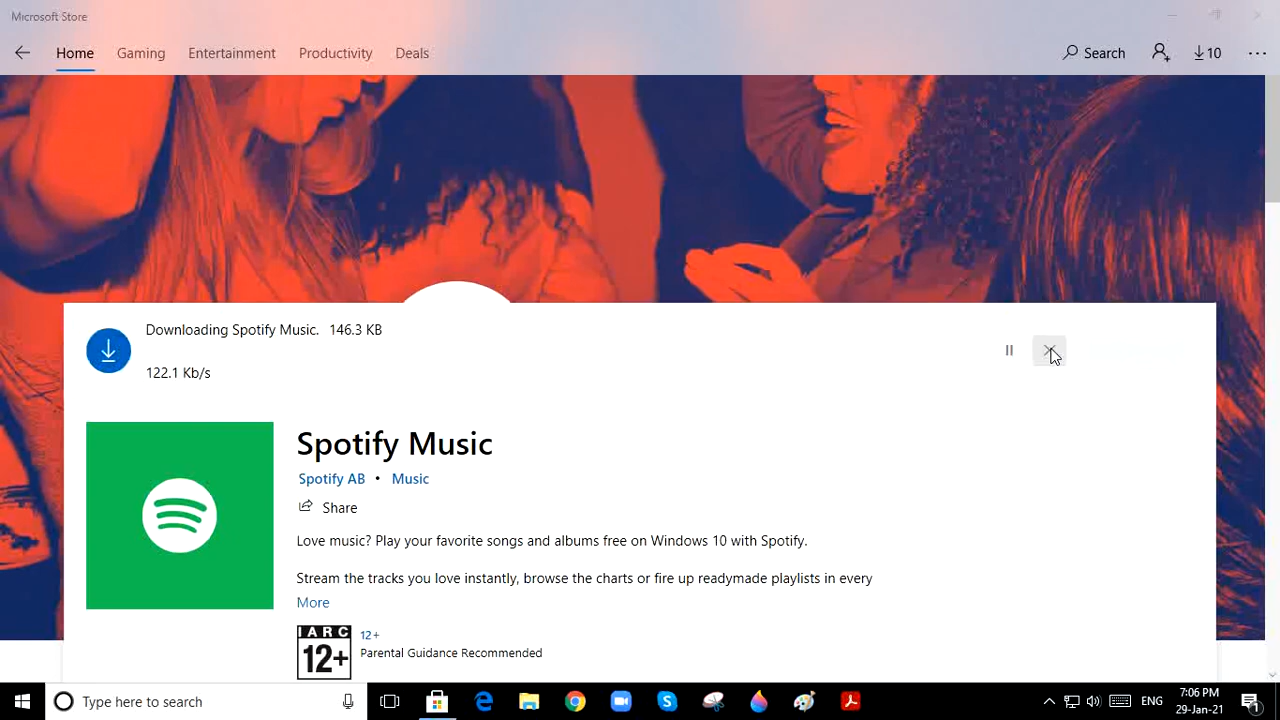 Microsoft Store
Home Gaming Entertainment Productivity Deals Search 10
Downloading Spotify Music. 146.3 KB
122.1 Kb/s
Spotify Music
Spotify AB • Music
Share
Love music? Play your favorite songs and albums free on Windows 10 with Spotify.
Stream the tracks you love instantly, browse the charts or fire up readymade playlists in every
More
IARC
12+
12+
Parental Guidance Recommended
Type here to search
ENG
7:06 PM
29-Jan-21
1